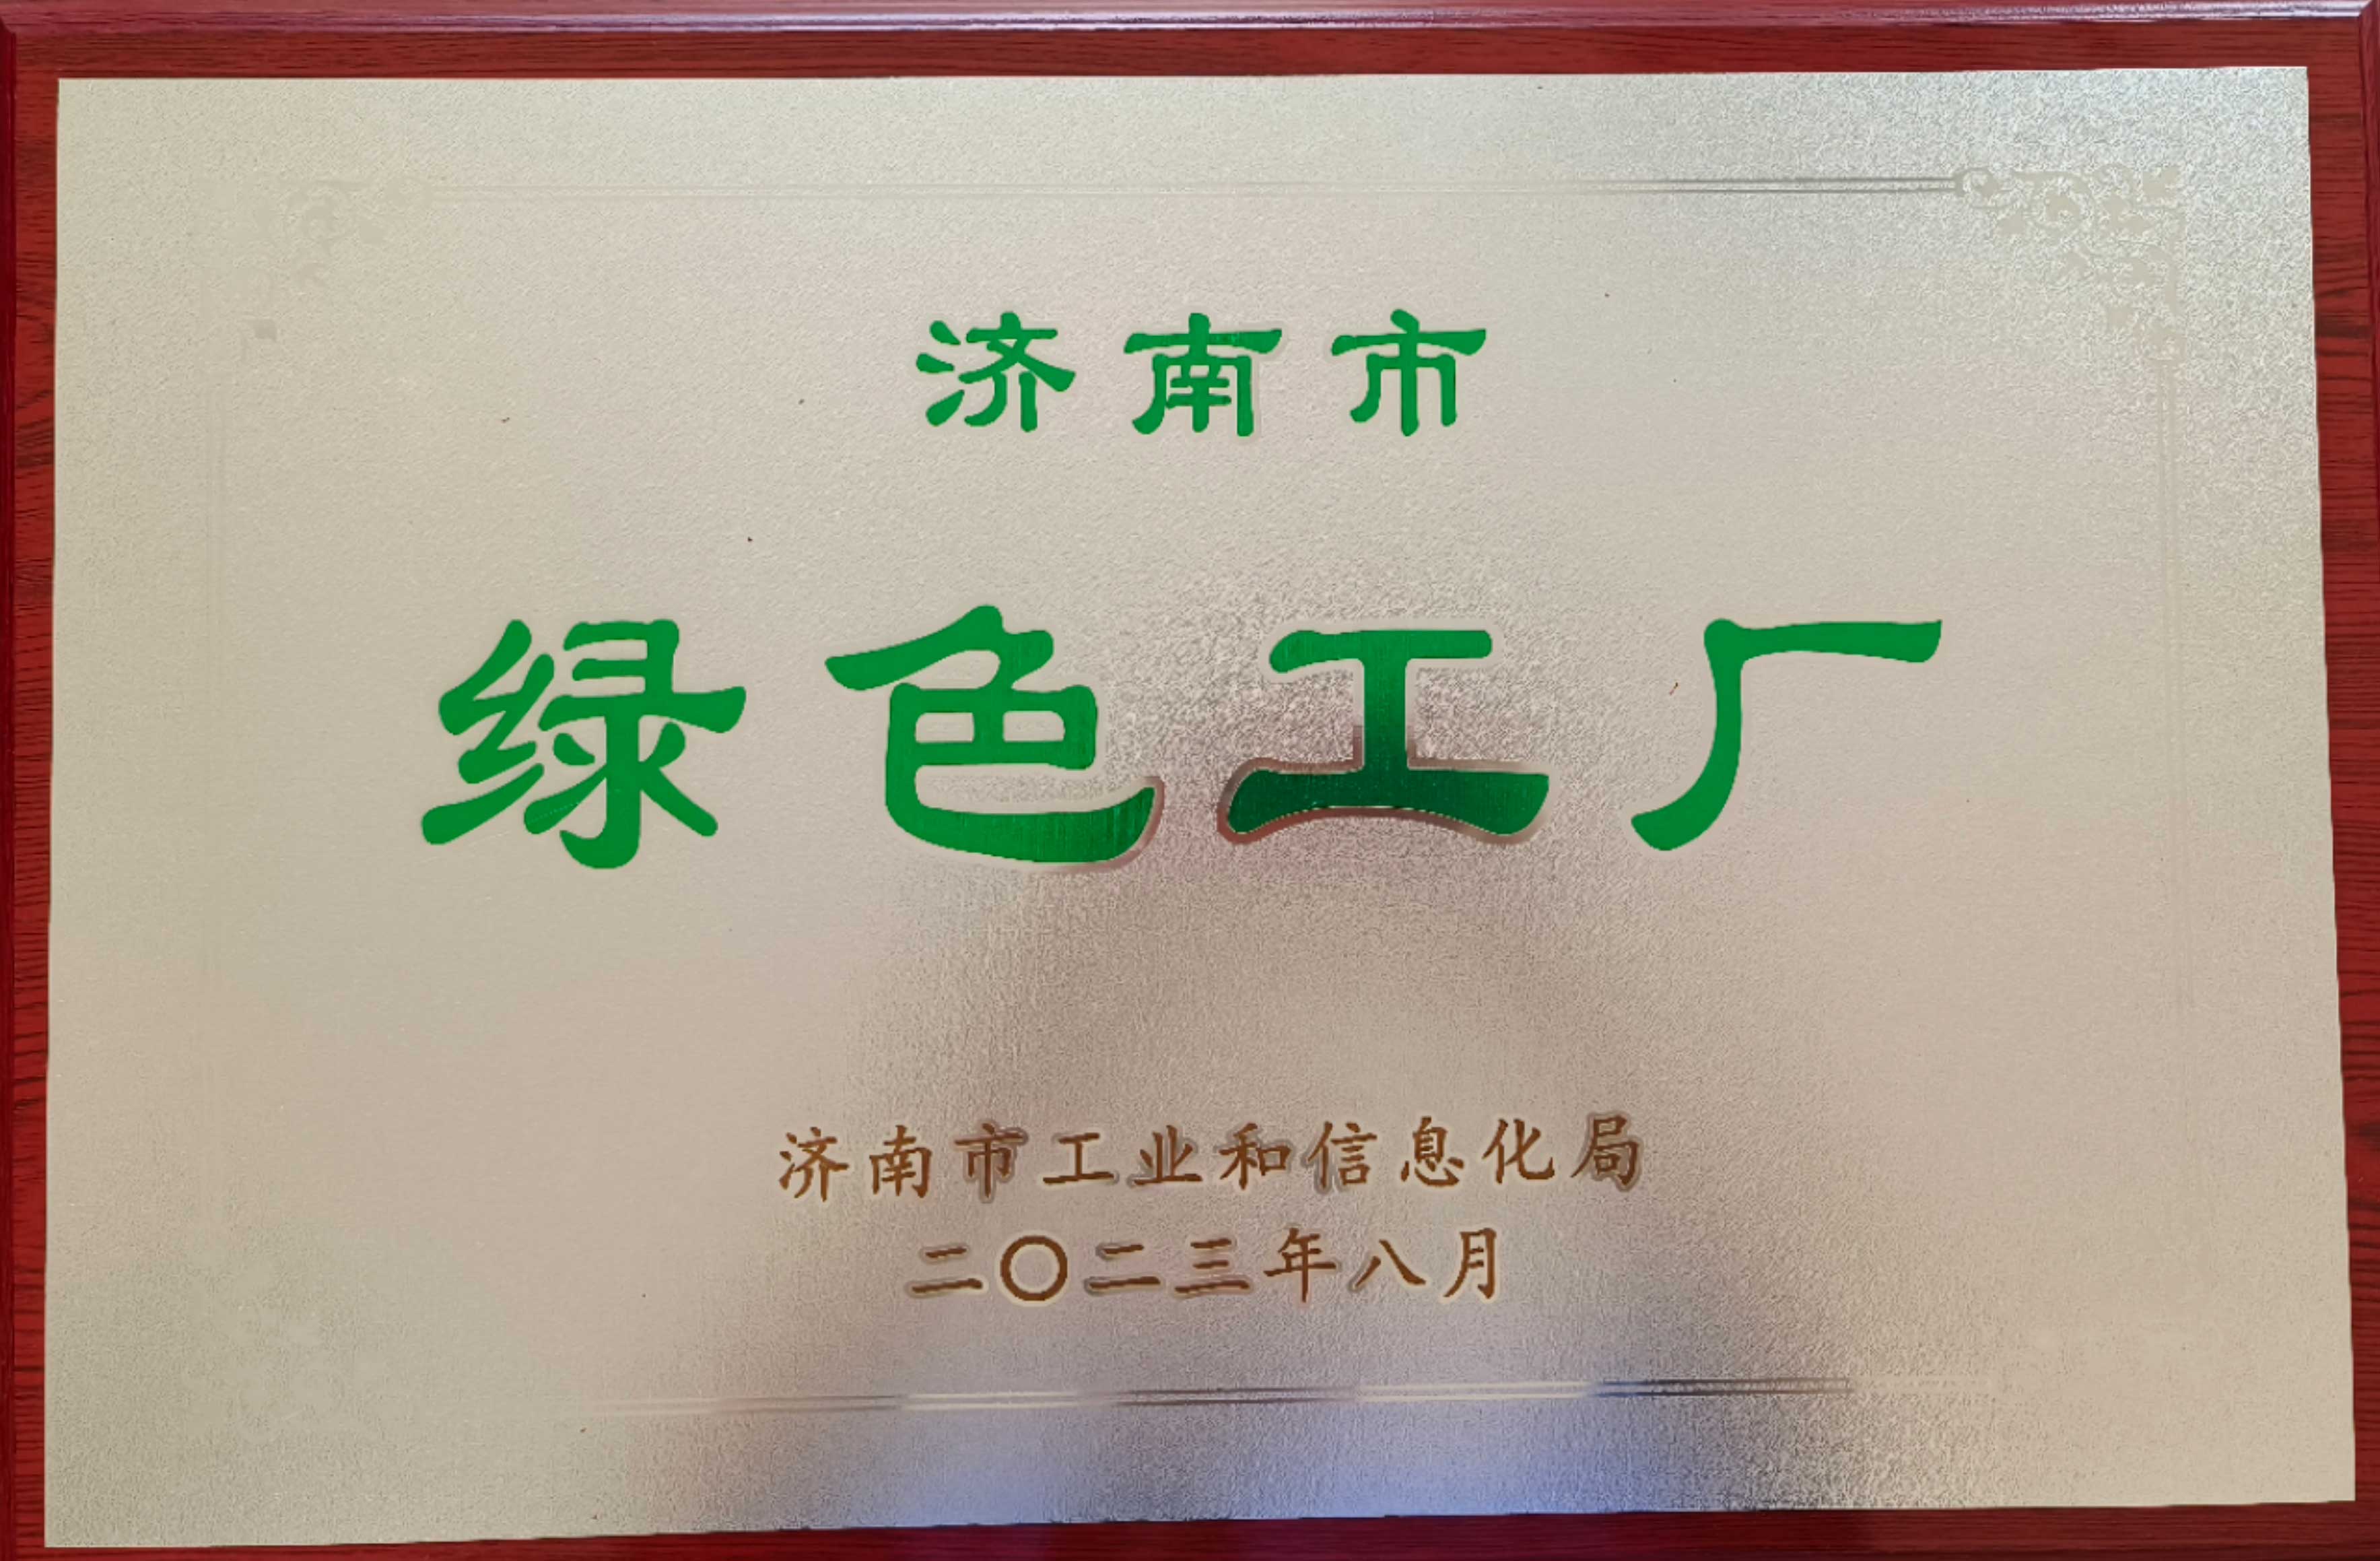 济南市
绿色工厂
济南市工业和信息化局
二〇二三年八月